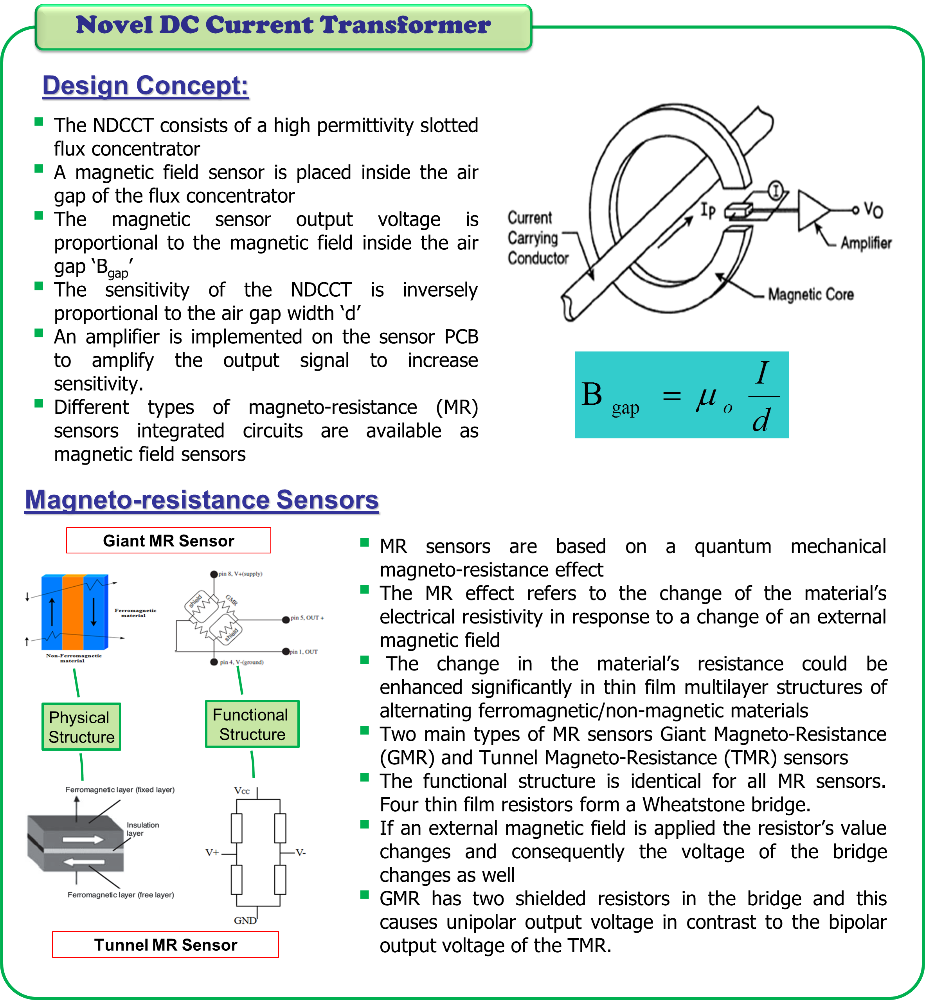 Novel DC Current Transformer
Design Concept:
The NDCCT consists of a high permittivity slotted
flux concentrator
A magnetic field sensor is placed inside the air
gap of the flux concentrator
The magnetic sensor output voltage is
proportional to the magnetic field inside the air
gap ‘Bgap’
The sensitivity of the NDCCT is inversely
proportional to the air gap width ‘d’
An amplifier is implemented on the sensor PCB
to amplify the output signal to increase
sensitivity.
Different types of magneto-resistance (MR)
sensors integrated circuits are available as
magnetic field sensors
Current
Carrying
Conductor
IP
I
VO
Amplifier
Magnetic Core
B gap = μo I/d
Magneto-resistance Sensors
Giant MR Sensor
Ferromagnetic
material
Non-Ferromagnetic
material
pin 8, V+(supply)
shield
GMR
pin 5, OUT +
shield
pin 1, OUT
pin 4, V-(ground)
Physical
Structure
Functional
Structure
Ferromagnetic layer (fixed layer)
Insulation
layer
Ferromagnetic layer (free layer)
VCC
V+
V-
GND
Tunnel MR Sensor
MR sensors are based on a quantum mechanical
magneto-resistance effect
The MR effect refers to the change of the material’s
electrical resistivity in response to a change of an external
magnetic field
The change in the material’s resistance could be
enhanced significantly in thin film multilayer structures of
alternating ferromagnetic/non-magnetic materials
Two main types of MR sensors Giant Magneto-Resistance
(GMR) and Tunnel Magneto-Resistance (TMR) sensors
The functional structure is identical for all MR sensors.
Four thin film resistors form a Wheatstone bridge.
If an external magnetic field is applied the resistor’s value
changes and consequently the voltage of the bridge
changes as well
GMR has two shielded resistors in the bridge and this
causes unipolar output voltage in contrast to the bipolar
output voltage of the TMR.